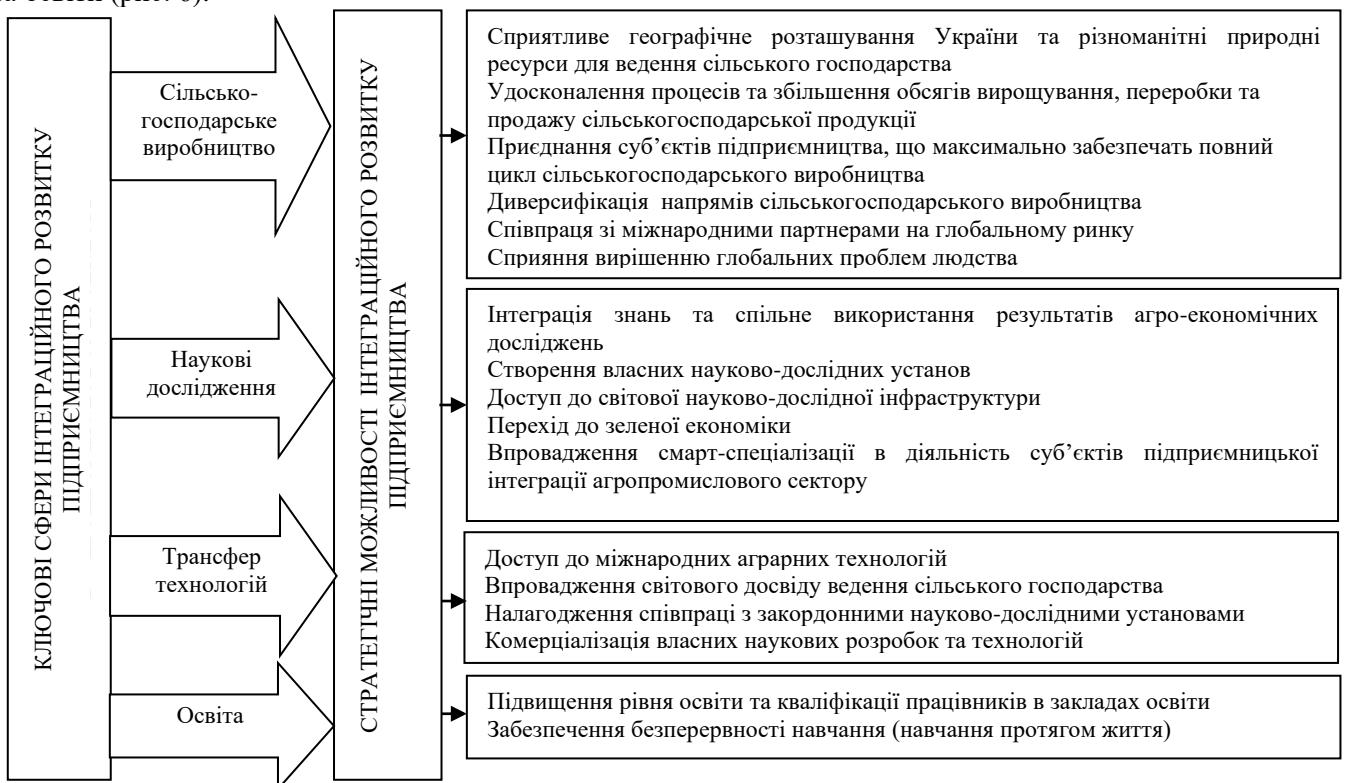 КЛЮЧОВІ СФЕРИ ІНТЕГРАЦІЙНОГО РОЗВИТКУ
ПІДПРИЄМНИЦТВА
Сільсько-
господарське
виробництво
Наукові
дослідження
Трансфер
технологій
Освіта
СТРАТЕГІЧНІ МОЖЛИВОСТІ ІНТЕГРАЦІЙНОГО РОЗВИТКУ
ПІДПРИЄМНИЦТВА
Сприятливе географічне розташування України та різноманітні природні
ресурси для ведення сільського господарства
Удосконалення процесів та збільшення обсягів вирощування, переробки та
продажу сільськогосподарської продукції
Приєднання суб’єктів підприємництва, що максимально забезпечать повний
цикл сільськогосподарського виробництва
Диверсифікація напрямів сільськогосподарського виробництва
Співпраця зі міжнародними партнерами на глобальному ринку
Сприяння вирішенню глобальних проблем людства
Інтеграція знань та спільне використання результатів агро-економічних
досліджень
Створення власних науково-дослідних установ
Доступ до світової науково-дослідної інфраструктури
Перехід до зеленої економіки
Впровадження смарт-спеціалізації в діяльність суб’єктів підприємницької
інтеграції агропромислового сектору
Доступ до міжнародних аграрних технологій
Впровадження світового досвіду ведення сільського господарства
Налагодження співпраці з закордонними науково-дослідними установами
Комерціалізація власних наукових розробок та технологій
Підвищення рівня освіти та кваліфікації працівників в закладах освіти
Забезпечення безперервності навчання (навчання протягом життя)